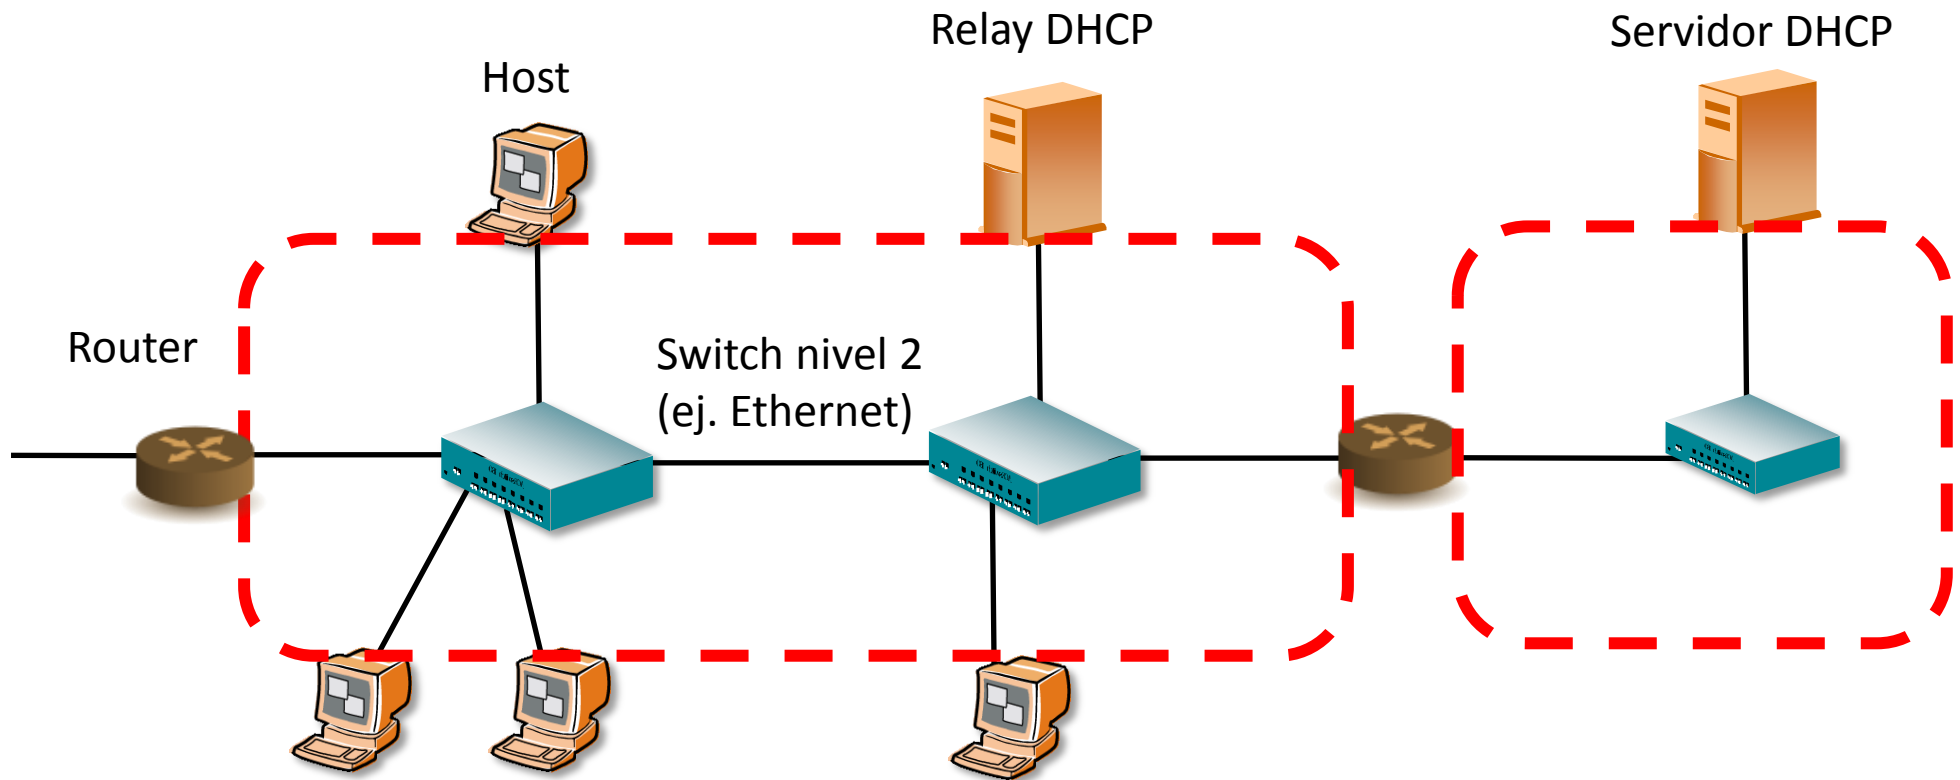 Relay DHCP
Servidor DHCP
Host
Router
Switch nivel 2
(ej. Ethernet)